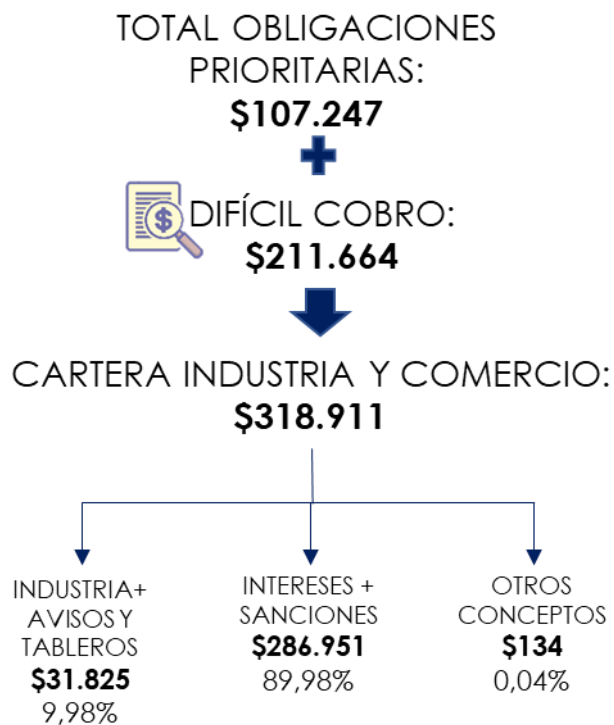 TOTAL OBLIGACIONES
PRIORITARIAS:
$107.247
$
DIFÍCIL COBRO:
$211.664
CARTERA INDUSTRIA Y COMERCIO:
$318.911
INDUSTRIA+
AVISOS Y
TABLEROS
$31.825
9,98%
INTERESES +
SANCIONES
$286.951
89,98%
OTROS
CONCEPTOS
$134
0,04%